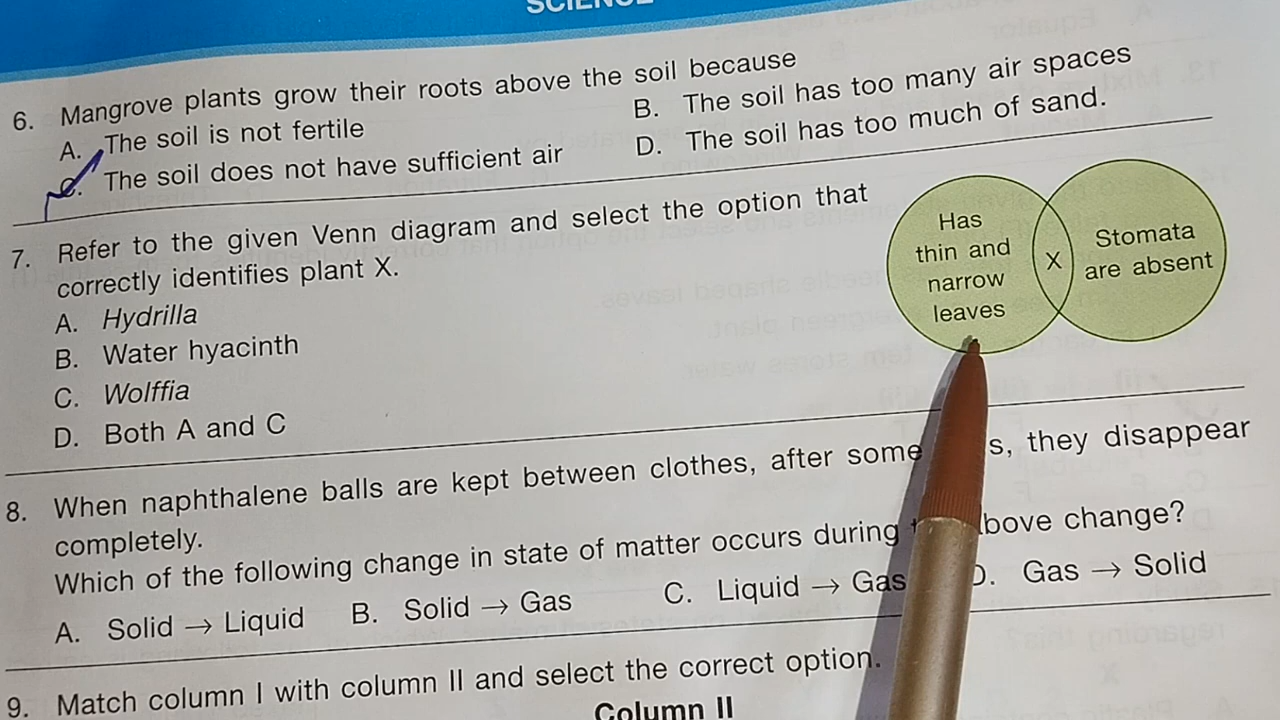 SCIENCE
6. Mangrove plants grow their roots above the soil because
A. The soil is not fertile
B. The soil has too many air spaces
C. The soil does not have sufficient air
D. The soil has too much of sand.
7. Refer to the given Venn diagram and select the option that
correctly identifies plant X.
A. Hydrilla
B. Water hyacinth
C. Wolffia
D. Both A and C
Has
thin and
narrow
leaves
X
Stomata
are absent
8. When naphthalene balls are kept between clothes, after some s, they disappear
completely.
Which of the following change in state of matter occurs during bove change?
A. Solid → Liquid B. Solid → Gas C. Liquid → Gas D. Gas → Solid
9. Match column I with column II and select the correct option.
Column II